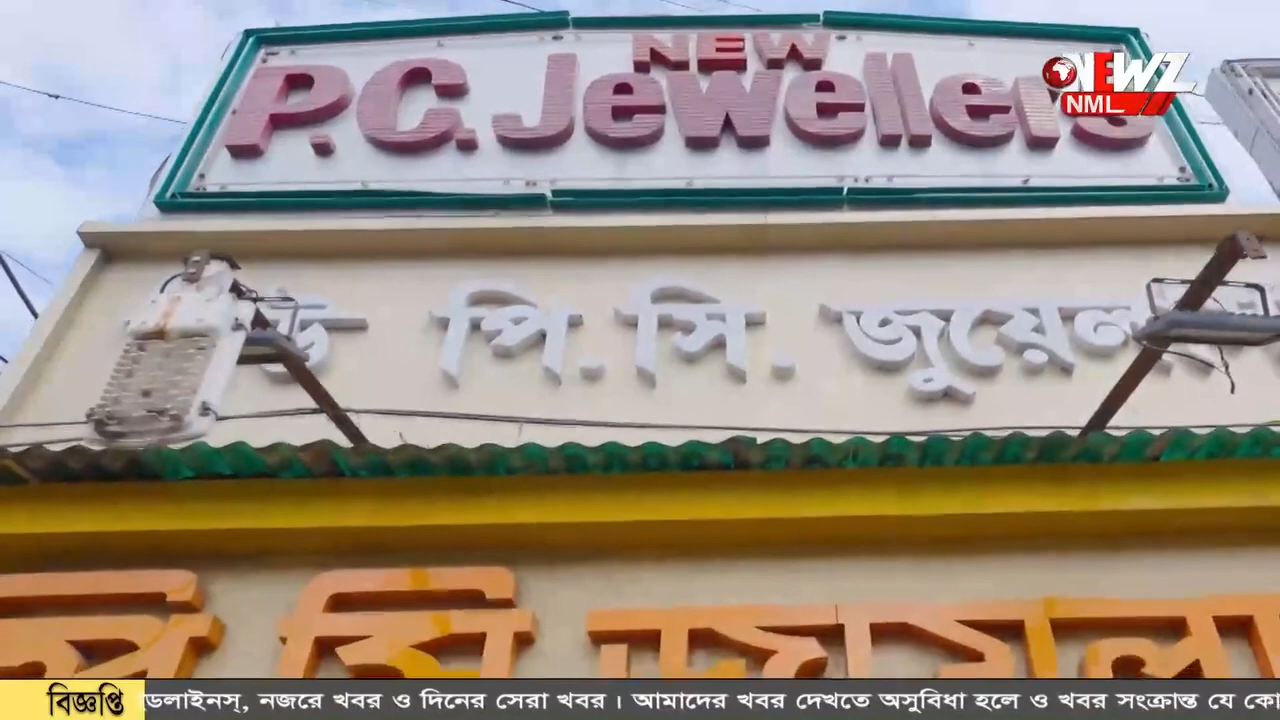 NEW
P.C. Jewellers
NEWZ
NML
উ পি.সি. জুয়েল
পি সি
বিজ্ঞপ্তি
ডলাইনস্, নজরে খবর ও দিনের সেরা খবর । আমাদের খবর দেখতে অসুবিধা হলে ও খবর সংক্রান্ত যে কো